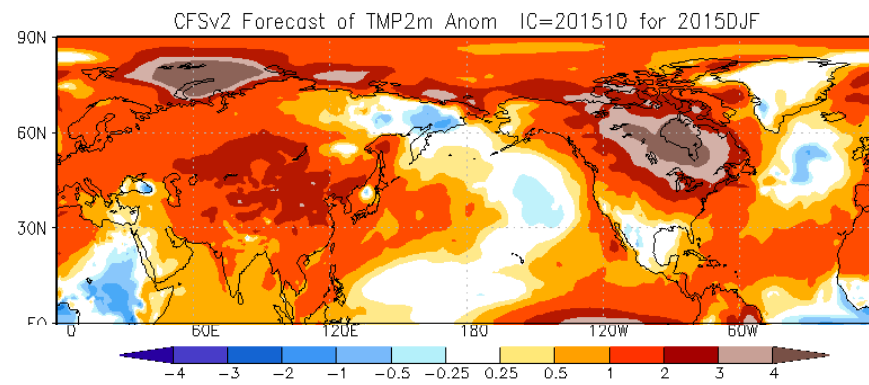 CFSv2 Forecast of TMP2m Anom IC=201510 for 2015DJF
90N
60N
30N
EQ
0 60E 120E 180 120W 60W
-4 -3 -2 -1 -0.5 -0.25 0.25 0.5 1 2 3 4